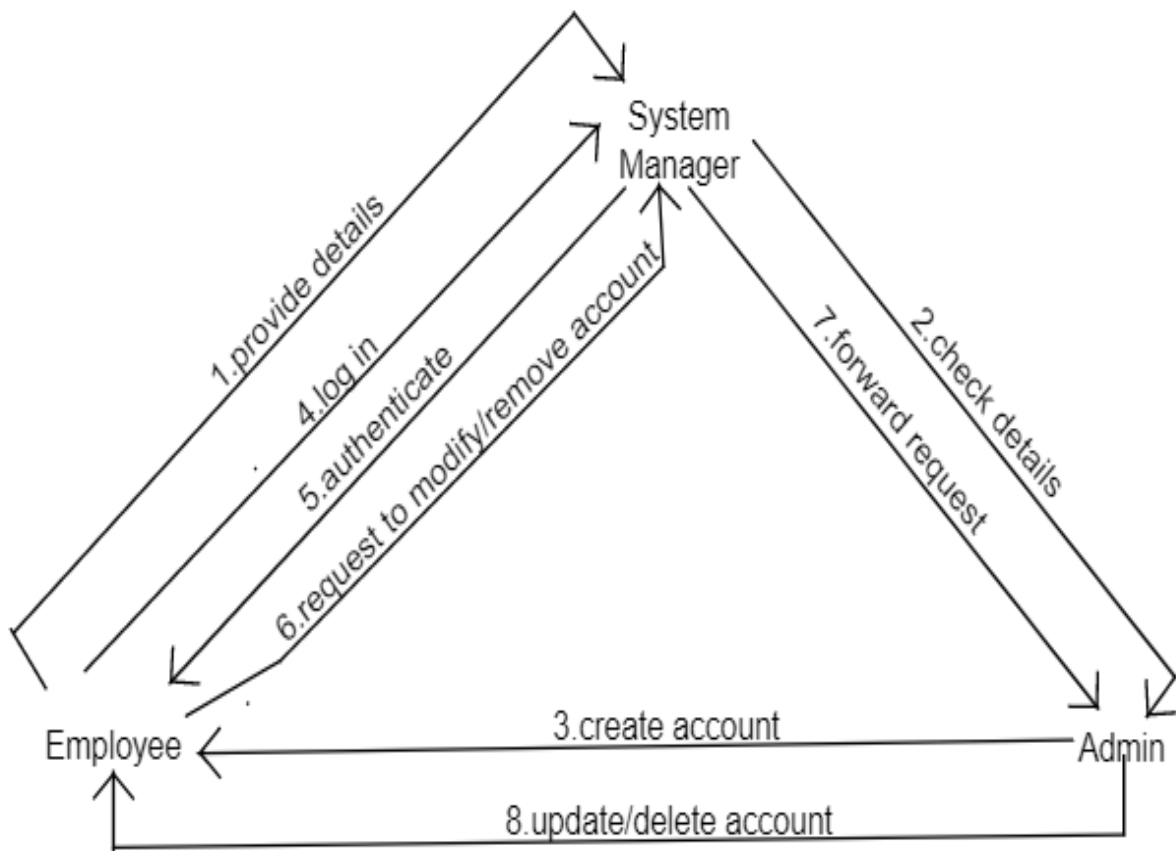 System
Manager
1.provide details
4.log in
5.authenticate
6.request to modify/remove account
7.forward request
2.check details
Employee
3.create account
Admin
8.update/delete account